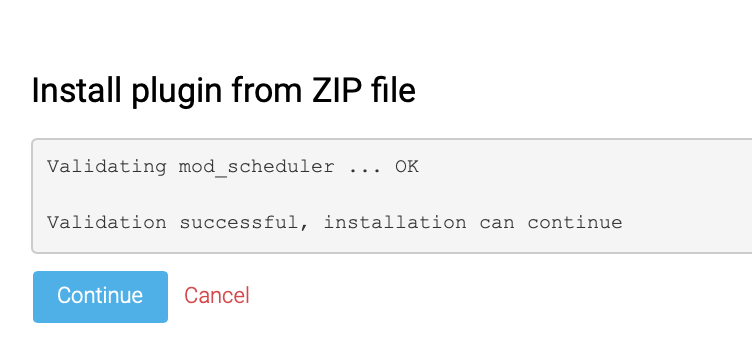 Install plugin from ZIP file
Validating mod_scheduler ... OK
Validation successful, installation can continue
Continue Cancel